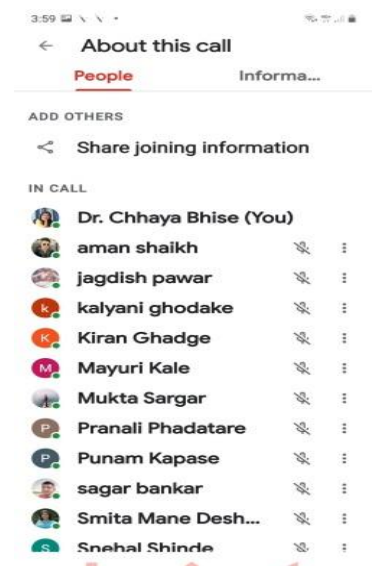 3:59
About this call
People Informa...
ADD OTHERS
Share joining information
IN CALL
Dr. Chhaya Bhise (You)
aman shaikh
jagdish pawar
k kalyani ghodake
K Kiran Ghadge
M Mayuri Kale
Mukta Sargar
P Pranali Phadatare
P Punam Kapase
sagar bankar
Smita Mane Desh...
S Snehal Shinde